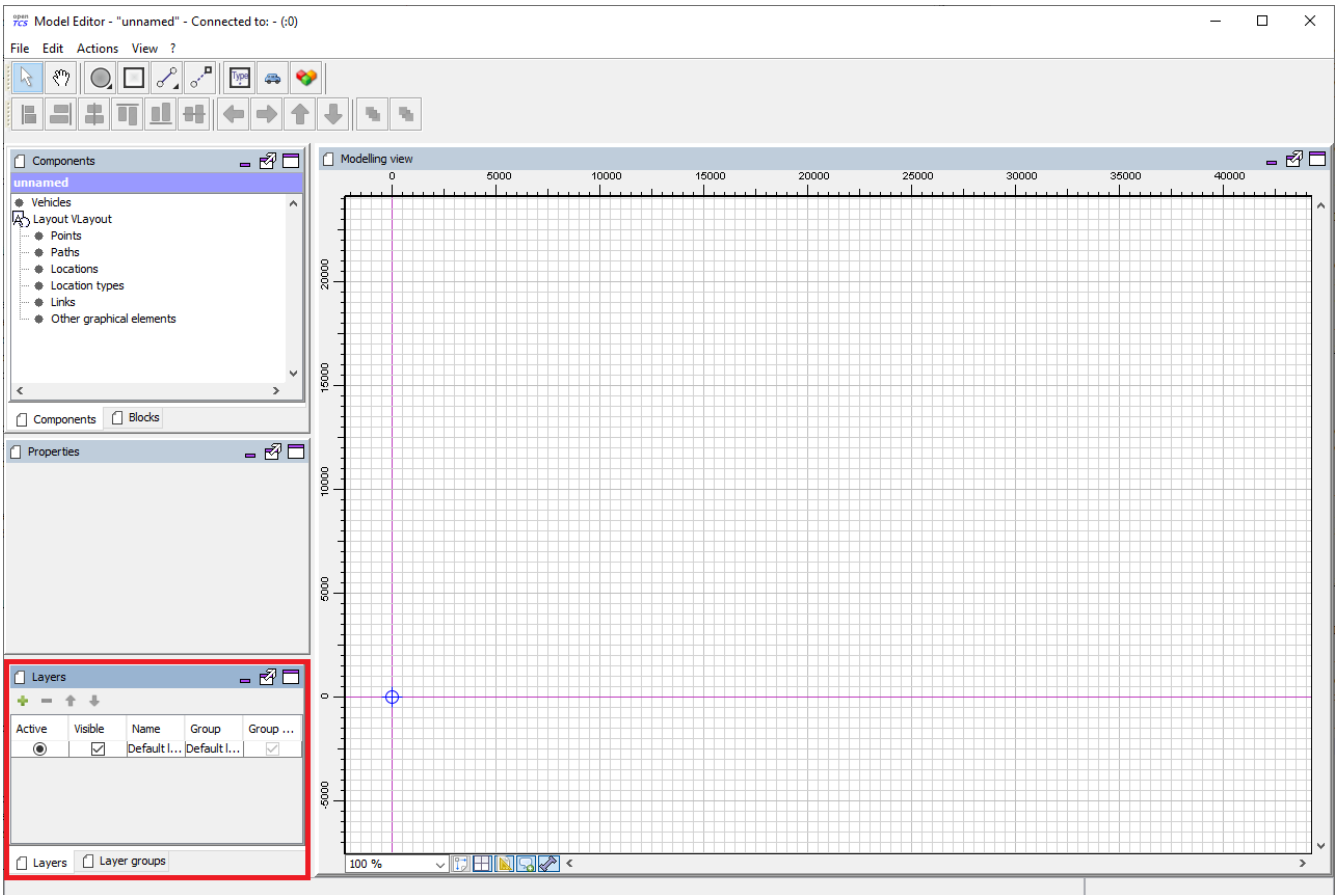 open TCS Model Editor - "unnamed" - Connected to: - (:0)
File Edit Actions View ?
Type
Components
unnamed
Vehicles
Layout VLayout
Points
Paths
Locations
Location types
Links
Other graphical elements
Components Blocks
Properties
Layers
Active Visible Name Group Group ...
Default l... Default l...
Layers Layer groups
Modelling view
0 5000 10000 15000 20000 25000 30000 35000 40000
20000
15000
10000
5000
0
-5000
100 %